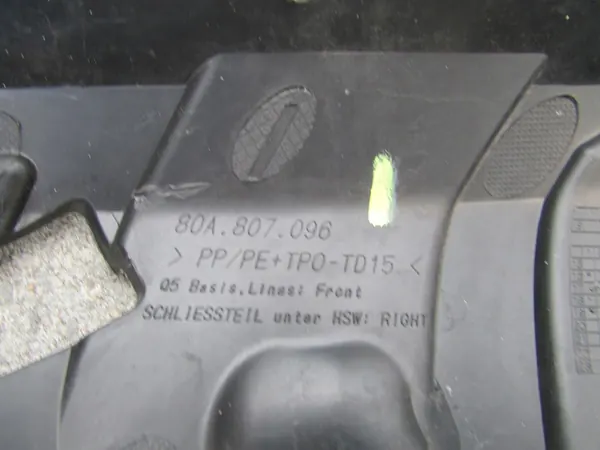 80A.807.096
> PP/PE+TPO-TD15 <
Q5 Basis.Lines: Front
SCHLIESSTEIL unter HSW: RIGHT